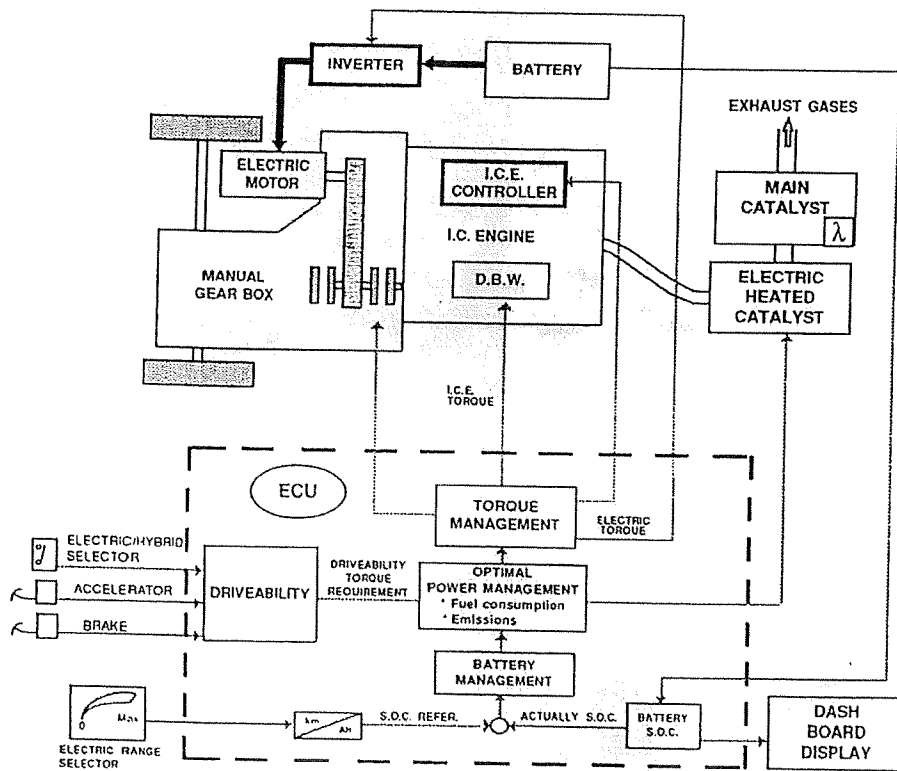 INVERTER
BATTERY
EXHAUST GASES
ELECTRIC
MOTOR
I.C.E.
CONTROLLER
MAIN
CATALYST
λ
I.C. ENGINE
MANUAL
GEAR BOX
D.B.W.
ELECTRIC
HEATED
CATALYST
I.C.E.
TORQUE
ECU
TORQUE
MANAGEMENT
ELECTRIC
TORQUE
ELECTRIC/HYBRID
SELECTOR
ACCELERATOR
BRAKE
DRIVEABILITY
DRIVEABILITY
TORQUE
REQUIREMENT
OPTIMAL
POWER MANAGEMENT
* Fuel consumption
* Emissions
BATTERY
MANAGEMENT
0
Max
ELECTRIC RANGE
SELECTOR
km
AH
S.O.C. REFER.
ACTUALLY S.O.C.
BATTERY
S.O.C.
DASH
BOARD
DISPLAY